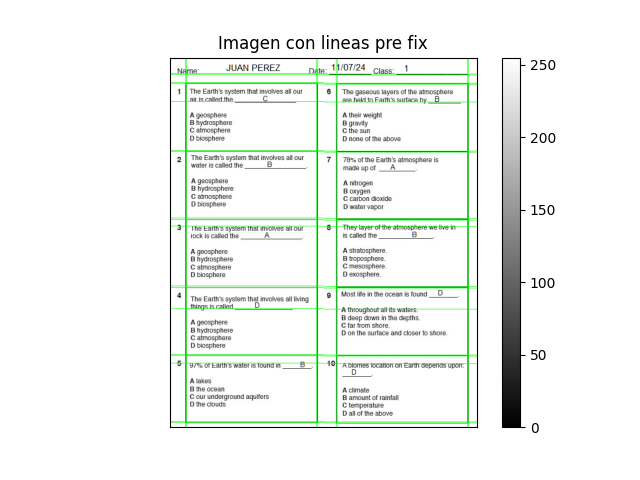 Imagen con lineas pre fix
Name: JUAN PEREZ Date: 11/07/24 Class: 1
1 The Earth's system that involves all our
air is called the C.
A geosphere
B hydrosphere
C atmosphere
D biosphere
2 The Earth's system that involves all our
water is called the B.
A geosphere
B hydrosphere
C atmosphere
D biosphere
3 The Earth's system that involves all our
rock is called the A.
A geosphere
B hydrosphere
C atmosphere
D biosphere
4 The Earth's system that involves all living
things is called D.
A geosphere
B hydrosphere
C atmosphere
D biosphere
5 97% of Earth's water is found in B.
A lakes
B the ocean
C our underground aquifers
D the clouds
6 The gaseous layers of the atmosphere
are held to Earth's surface by B.
A their weight
B gravity
C the sun
D none of the above
7 78% of the Earth's atmosphere is
made up of A.
A nitrogen
B oxygen
C carbon dioxide
D water vapor
8 They layer of the atmosphere we live in
is called the B.
A stratosphere.
B troposphere.
C mesosphere.
D exosphere.
9 Most life in the ocean is found D.
A throughout all its waters.
B deep down in the depths.
C far from shore.
D on the surface and closer to shore.
10 A biomes location on Earth depends upon:
D.
A climate
B amount of rainfall
C temperature
D all of the above
250
200
150
100
50
0